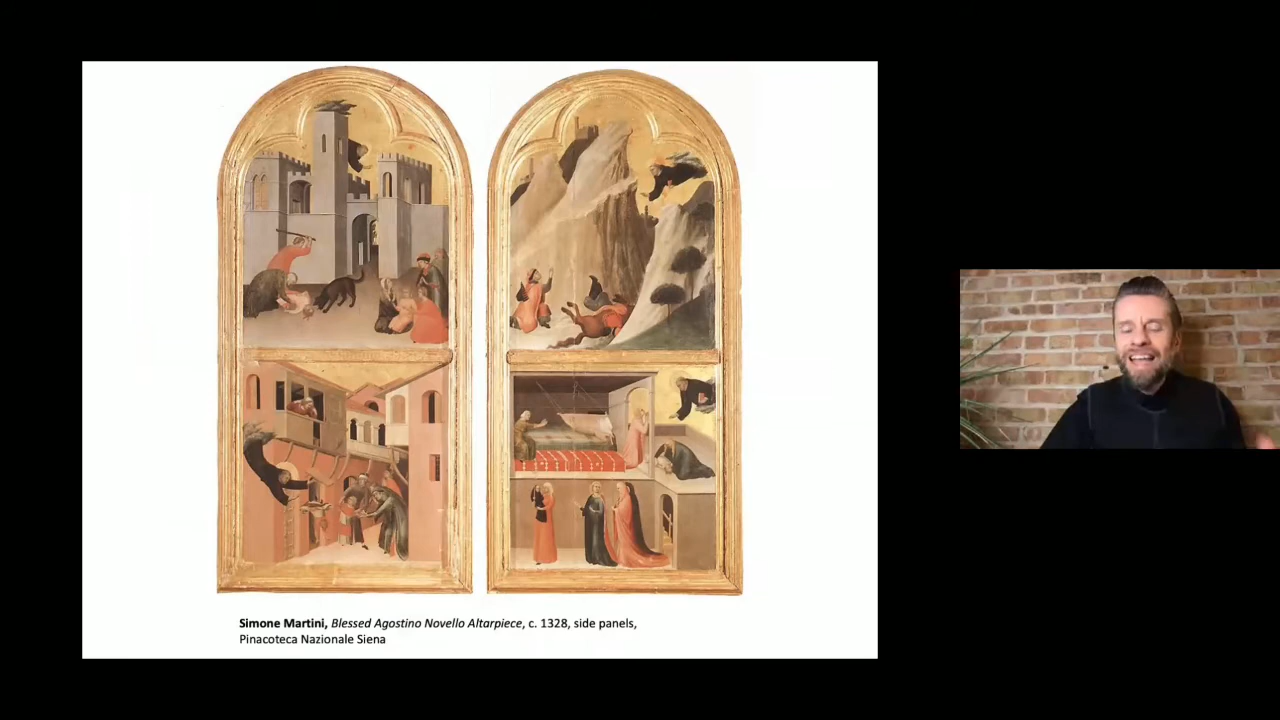 Simone Martini, Blessed Agostino Novello Altarpiece, c. 1328, side panels,
Pinacoteca Nazionale Siena